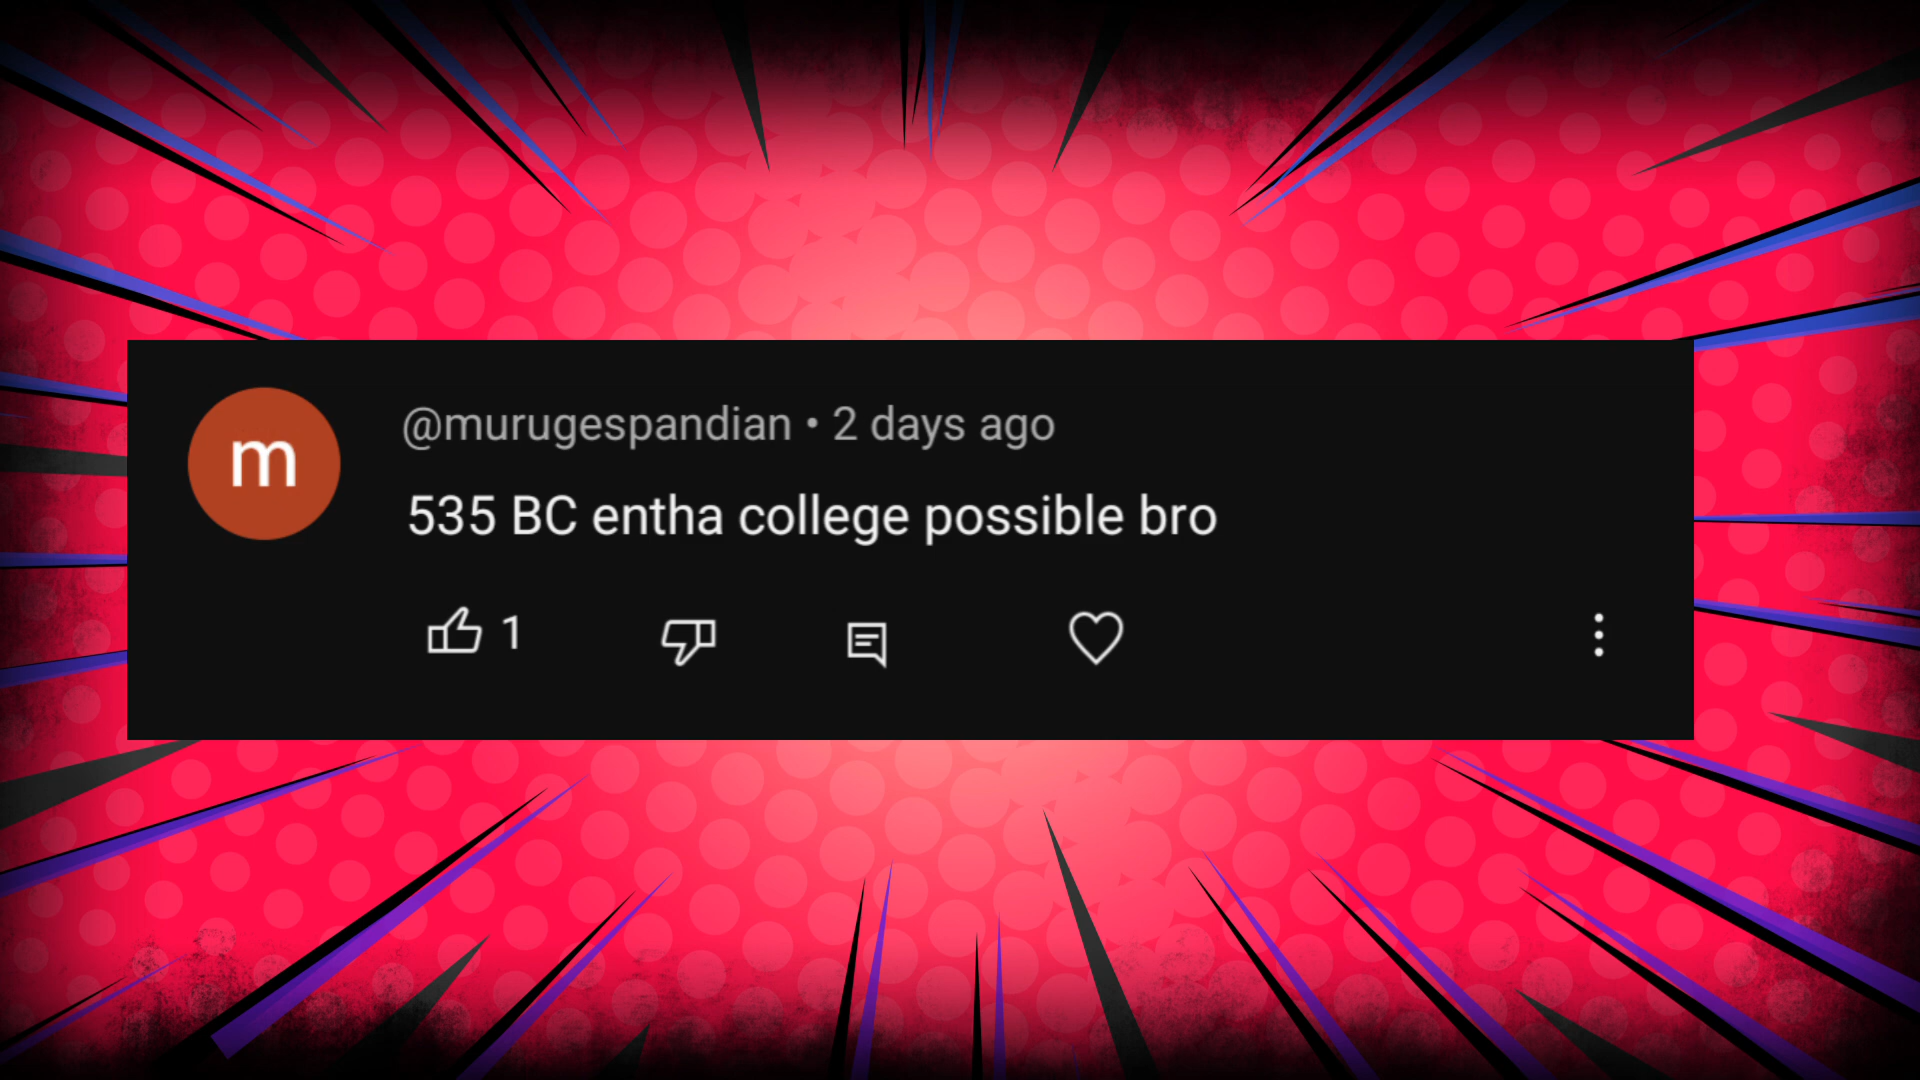 m
@murugespandian • 2 days ago
535 BC entha college possible bro
1